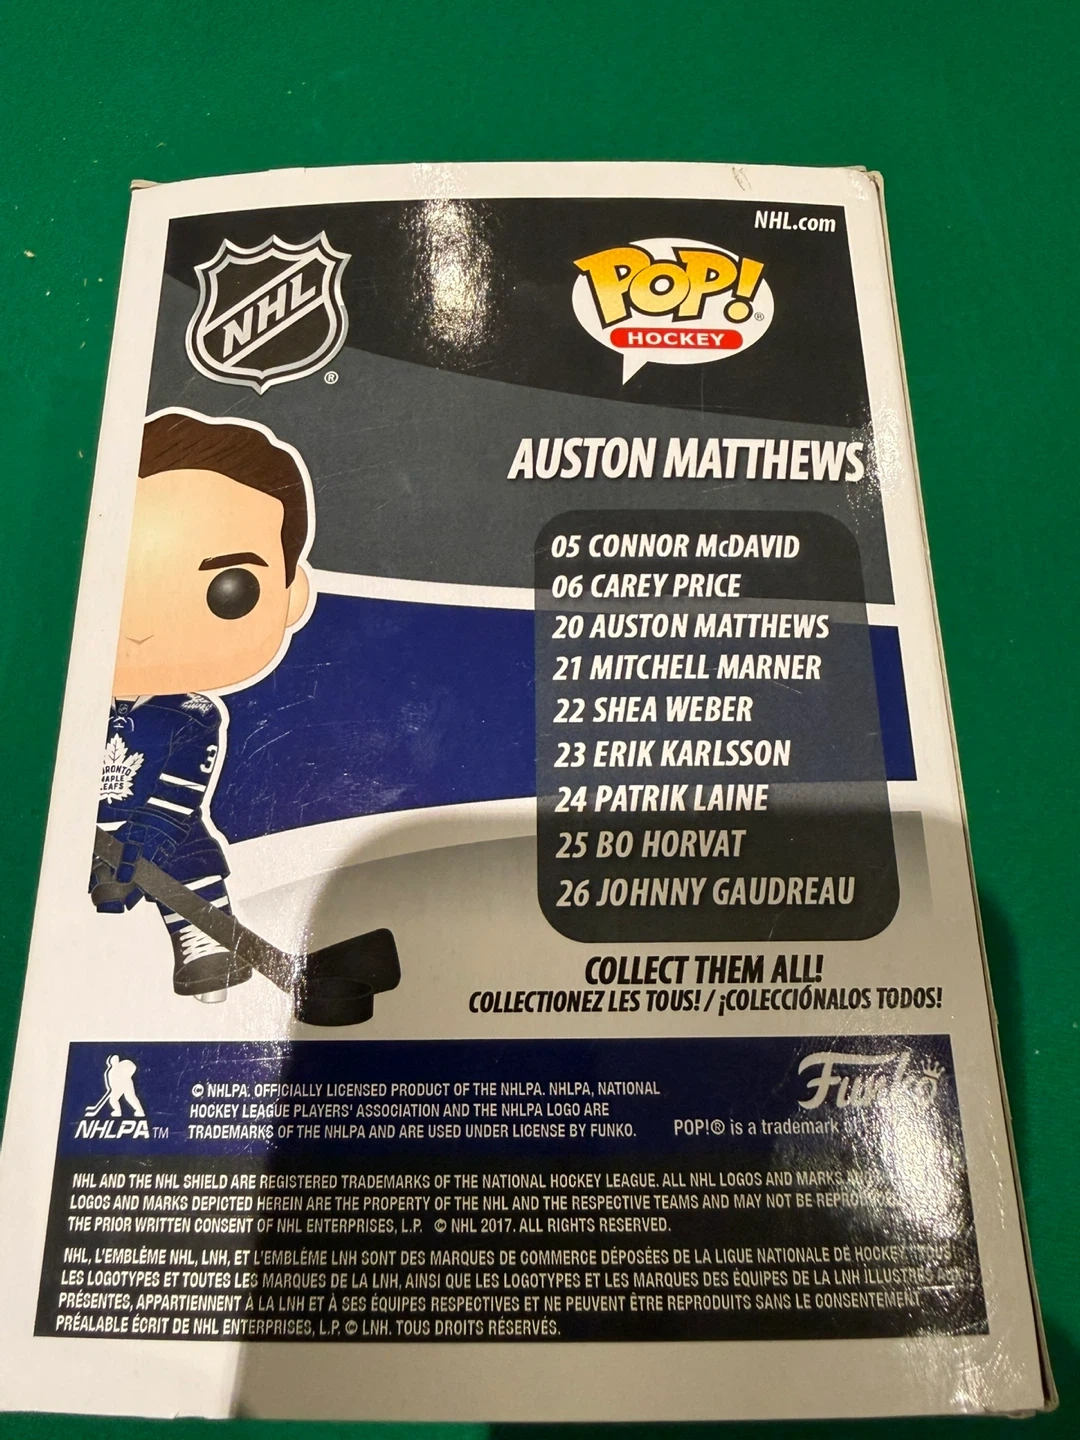 NHL.com
NHL
®
POP!
®
HOCKEY
AUSTON MATTHEWS
05 CONNOR McDAVID
06 CAREY PRICE
20 AUSTON MATTHEWS
21 MITCHELL MARNER
22 SHEA WEBER
23 ERIK KARLSSON
24 PATRIK LAINE
25 BO HORVAT
26 JOHNNY GAUDREAU
3
TORONTO
MAPLE
LEAFS
COLLECT THEM ALL!
COLLECTIONEZ LES TOUS! / ¡COLECCIÓNALOS TODOS!
NHLPA TM
© NHLPA. OFFICIALLY LICENSED PRODUCT OF THE NHLPA. NHLPA, NATIONAL
HOCKEY LEAGUE PLAYERS' ASSOCIATION AND THE NHLPA LOGO ARE
TRADEMARKS OF THE NHLPA AND ARE USED UNDER LICENSE BY FUNKO.
Funko
POP!® is a trademark
NHL AND THE NHL SHIELD ARE REGISTERED TRADEMARKS OF THE NATIONAL HOCKEY LEAGUE. ALL NHL LOGOS AND MARKS
LOGOS AND MARKS DEPICTED HEREIN ARE THE PROPERTY OF THE NHL AND THE RESPECTIVE TEAMS AND MAY NOT BE
THE PRIOR WRITTEN CONSENT OF NHL ENTERPRISES, L.P. © NHL 2017. ALL RIGHTS RESERVED.
NHL, L'EMBLÈME NHL, LNH, ET L'EMBLÈME LNH SONT DES MARQUES DE COMMERCE DÉPOSÉES DE LA LIGUE NATIONALE DE HOCKEY
LES LOGOTYPES ET TOUTES LES MARQUES DE LA LNH, AINSI QUE LES LOGOTYPES ET LES MARQUES DES ÉQUIPES DE LA LNH
PRÉSENTES, APPARTIENNENT À LA LNH ET À SES ÉQUIPES RESPECTIVES ET NE PEUVENT ÊTRE REPRODUITS SANS LE CONSENTEMENT
PRÉALABLE ÉCRIT DE NHL ENTERPRISES, L.P. © LNH. TOUS DROITS RÉSERVÉS.